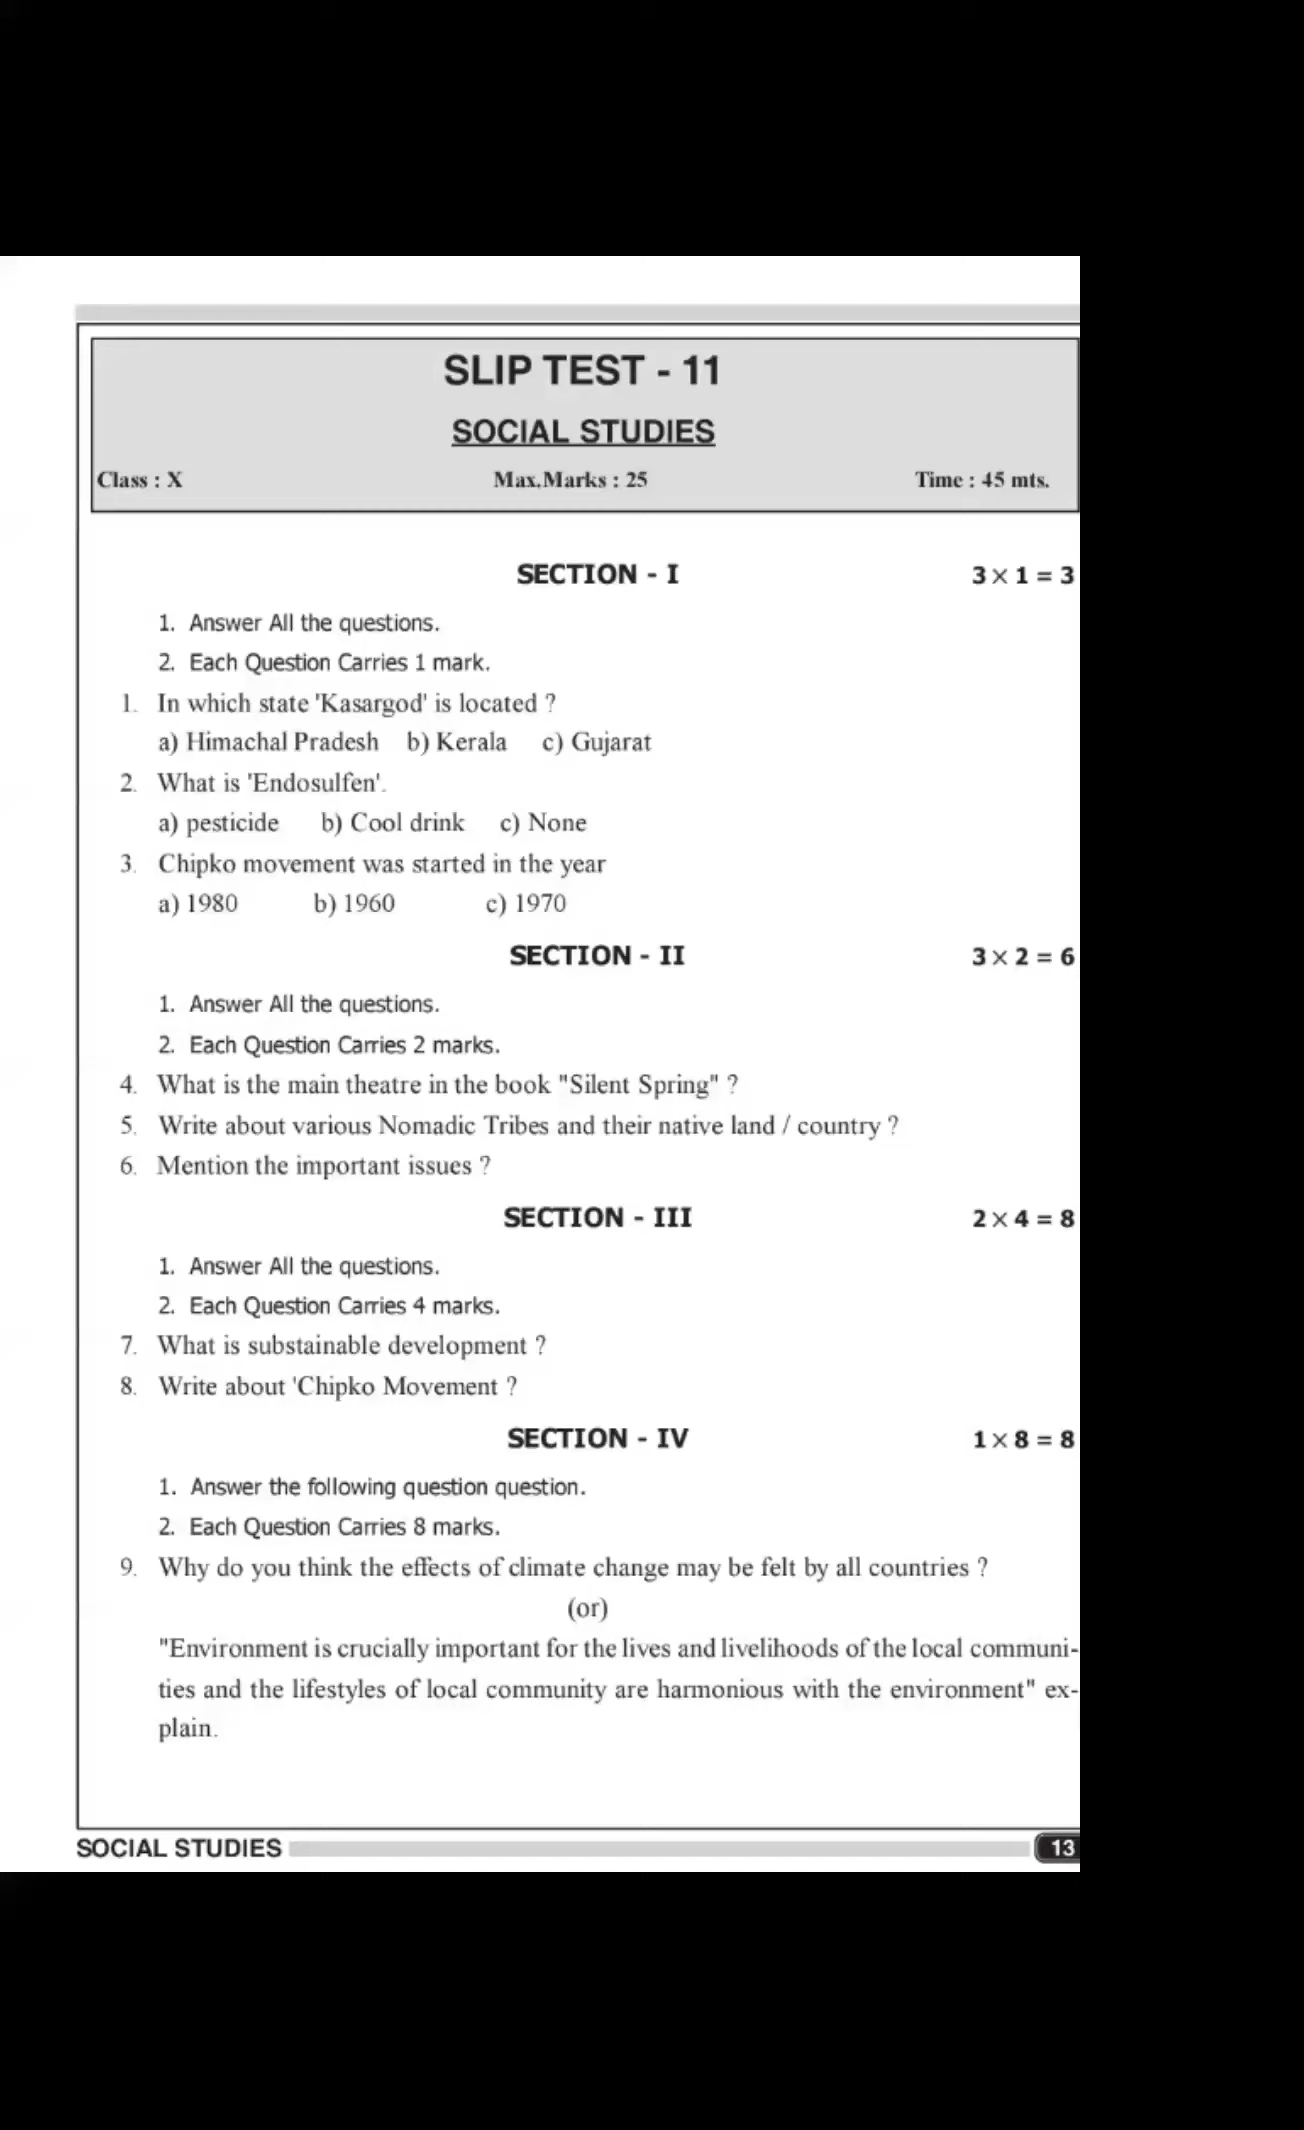 SLIP TEST - 11
SOCIAL STUDIES
Class : X Max.Marks : 25 Time : 45 mts.
SECTION - I 3 × 1 = 3
1. Answer All the questions.
2. Each Question Carries 1 mark.
1. In which state 'Kasargod' is located ?
a) Himachal Pradesh b) Kerala c) Gujarat
2. What is 'Endosulfen'.
a) pesticide b) Cool drink c) None
3. Chipko movement was started in the year
a) 1980 b) 1960 c) 1970
SECTION - II 3 × 2 = 6
1. Answer All the questions.
2. Each Question Carries 2 marks.
4. What is the main theatre in the book "Silent Spring" ?
5. Write about various Nomadic Tribes and their native land / country ?
6. Mention the important issues ?
SECTION - III 2 × 4 = 8
1. Answer All the questions.
2. Each Question Carries 4 marks.
7. What is substainable development ?
8. Write about 'Chipko Movement ?
SECTION - IV 1 × 8 = 8
1. Answer the following question question.
2. Each Question Carries 8 marks.
9. Why do you think the effects of climate change may be felt by all countries ?
(or)
"Environment is crucially important for the lives and livelihoods of the local communi-
ties and the lifestyles of local community are harmonious with the environment" ex-
plain.
SOCIAL STUDIES 13